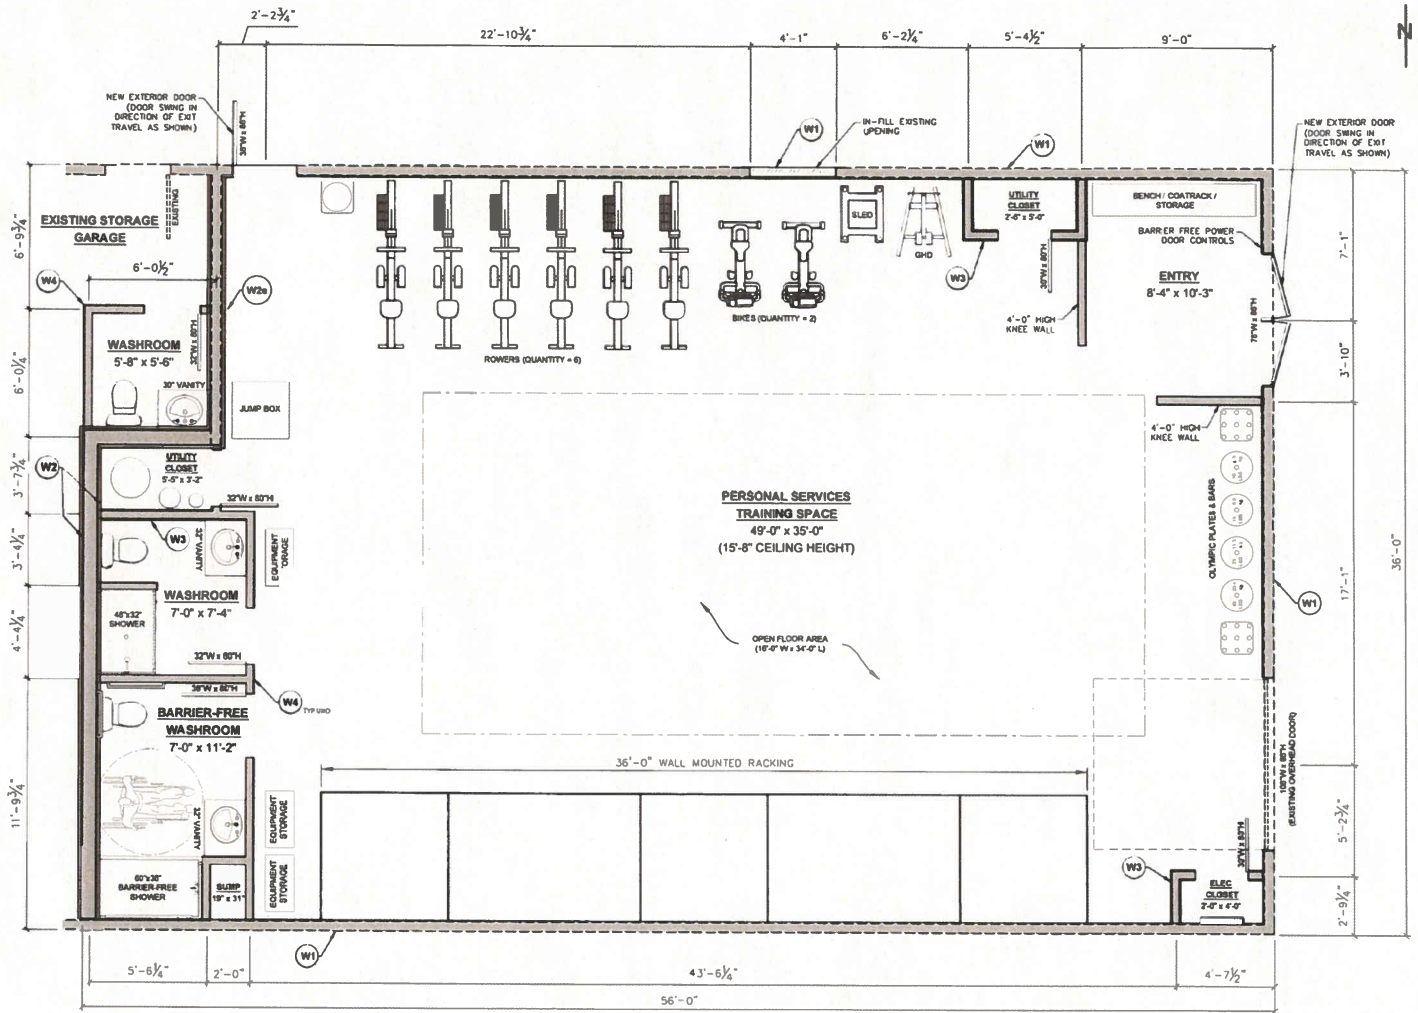 2'-2¾"
22'-10¾"
4'-1"
6'-2¼"
5'-4½"
9'-0"
N
NEW EXTERIOR DOOR
(DOOR SWING IN
DIRECTION OF EXIT
TRAVEL AS SHOWN)
W1
IN-FILL EXISTING
OPENING
W1
NEW EXTERIOR DOOR
(DOOR SWING IN
DIRECTION OF EXIT
TRAVEL AS SHOWN)
EXISTING STORAGE
GARAGE
EXISTING
6'-9¾"
6'-0½"
W4
W2a
SLED
GHD
UTILITY
CLOSET
2'-6" x 5'-0"
W3
30"W x 80"H
BENCH / COATRACK /
STORAGE
BARRIER FREE POWER
DOOR CONTROLS
ENTRY
8'-4" x 10'-3"
4'-0" HIGH
KNEE WALL
7'-1"
BIKES (QUANTITY = 2)
ROWERS (QUANTITY = 6)
WASHROOM
5'-8" x 5'-6"
32"W x 80"H
30" VANITY
6'-0¼"
JUMP BOX
3'-10"
4'-0" HIGH
KNEE WALL
W2
UTILITY
CLOSET
5'-5" x 3'-2"
3'-7¾"
32"W x 80"H
PERSONAL SERVICES
TRAINING SPACE
49'-0" x 35'-0"
(15'-8" CEILING HEIGHT)
OLYMPIC PLATES & BARS
36'-0"
W3
32" VANITY
EQUIPMENT
3'-4¼"
WASHROOM
7'-0" x 7'-4"
48"x32"
SHOWER
4'-4¼"
17'-1"
W1
OPEN FLOOR AREA
(16'-0" W x 34'-0" L)
32"W x 80"H
W4
TYP UNO
BARRIER-FREE
WASHROOM
7'-0" x 11'-2"
32" VANITY
11'-9¾"
36'-0" WALL MOUNTED RACKING
(EXISTING OVERHEAD DOOR)
EQUIPMENT
STORAGE
EQUIPMENT
STORAGE
5'-2¾"
60"x36"
BARRIER-FREE
SHOWER
SUMP
19" x 31"
W3
30"W x 80"H
ELEC
CLOSET
2'-0" x 4'-0"
2'-9¼"
W1
5'-6¼"
2'-0"
43'-6¼"
4'-7½"
56'-0"